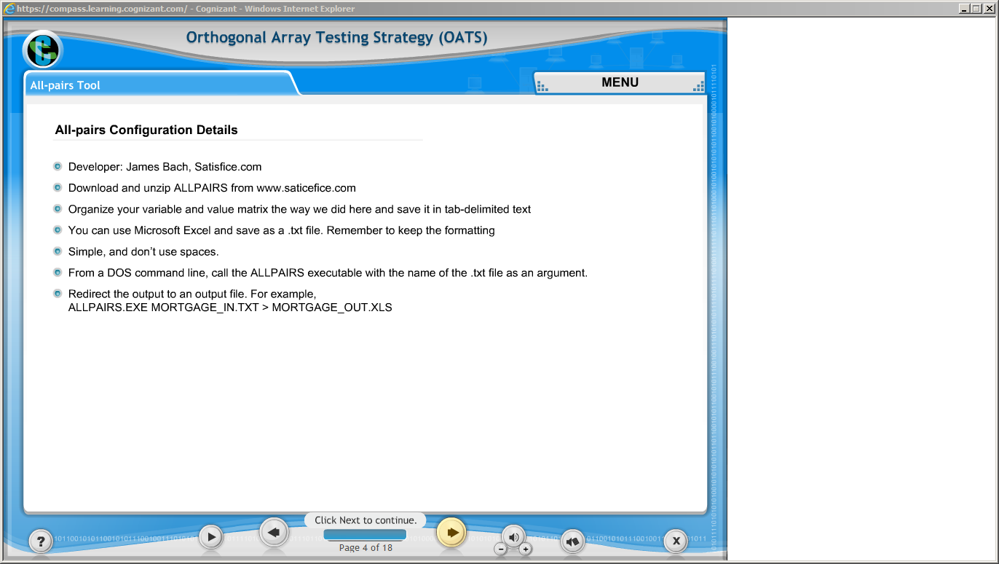 https://compass.learning.cognizant.com/ - Cognizant - Windows Internet Explorer
Orthogonal Array Testing Strategy (OATS)
All-pairs Tool
MENU
All-pairs Configuration Details
Developer: James Bach, Satisfice.com
Download and unzip ALLPAIRS from www.saticefice.com
Organize your variable and value matrix the way we did here and save it in tab-delimited text
You can use Microsoft Excel and save as a .txt file. Remember to keep the formatting
Simple, and don't use spaces.
From a DOS command line, call the ALLPAIRS executable with the name of the .txt file as an argument.
Redirect the output to an output file. For example,
ALLPAIRS.EXE MORTGAGE_IN.TXT > MORTGAGE_OUT.XLS
Click Next to continue.
Page 4 of 18
?
X